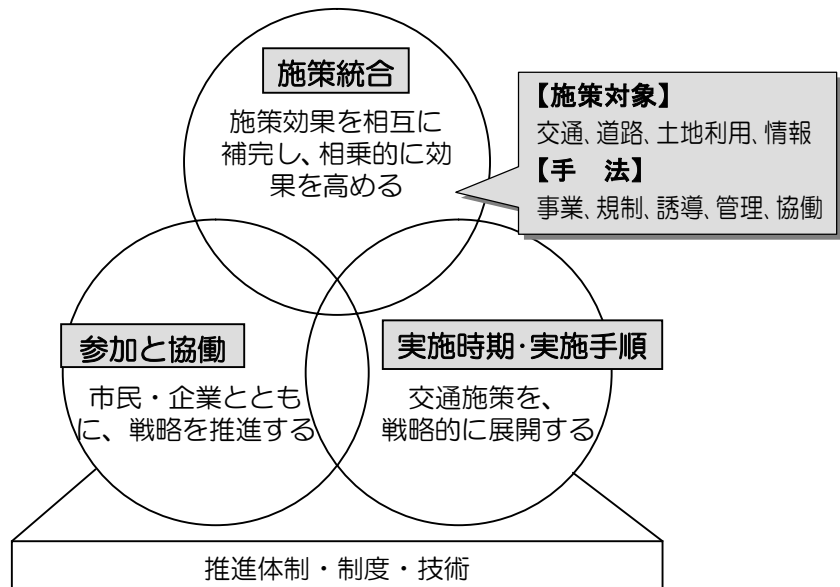 施策統合
施策効果を相互に
補完し、相乗的に効
果を高める
【施策対象】
交通、道路、土地利用、情報
【手　法】
事業、規制、誘導、管理、協働
参加と協働
市民・企業ととも
に、戦略を推進する
実施時期・実施手順
交通施策を、
戦略的に展開する
推進体制・制度・技術